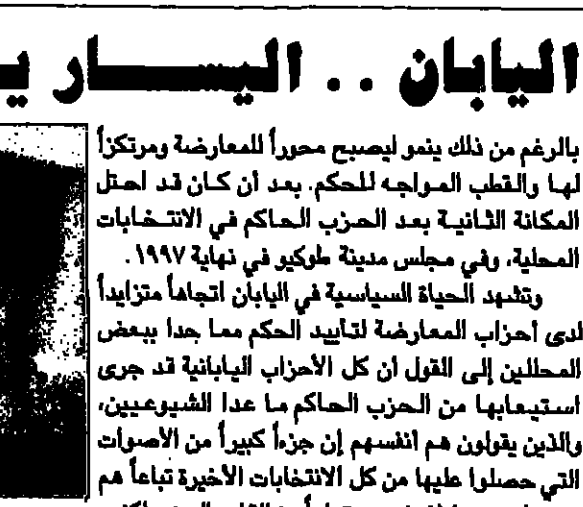 اليابان .. اليسار
بالرغم من ذلك ينمو ليصبح محوراً للمعارضة ومرتكزاً
لها والقطب المواجه للحكم. بعد أن كان قد احتل
المكانة الثانية بعد الحزب الحاكم في الانتخابات
المحلية، وفي مجلس مدينة طوكيو في نهاية ١٩٩٧.
وتشهد الحياة السياسية في اليابان اتجاهاً متزايداً
لدى أحزاب المعارضة لتأييد الحكم مما جدا ببعض
المحللين إلى القول أن كل الأحزاب اليابانية قد جرى
استيعابها من الحزب الحاكم ما عدا الشيوعيين،
والذين يقولون هم انفسهم إن جزءاً كبيراً من الأصوات
التي حصلوا عليها من كل الانتخابات الأخيرة تباعاً هم